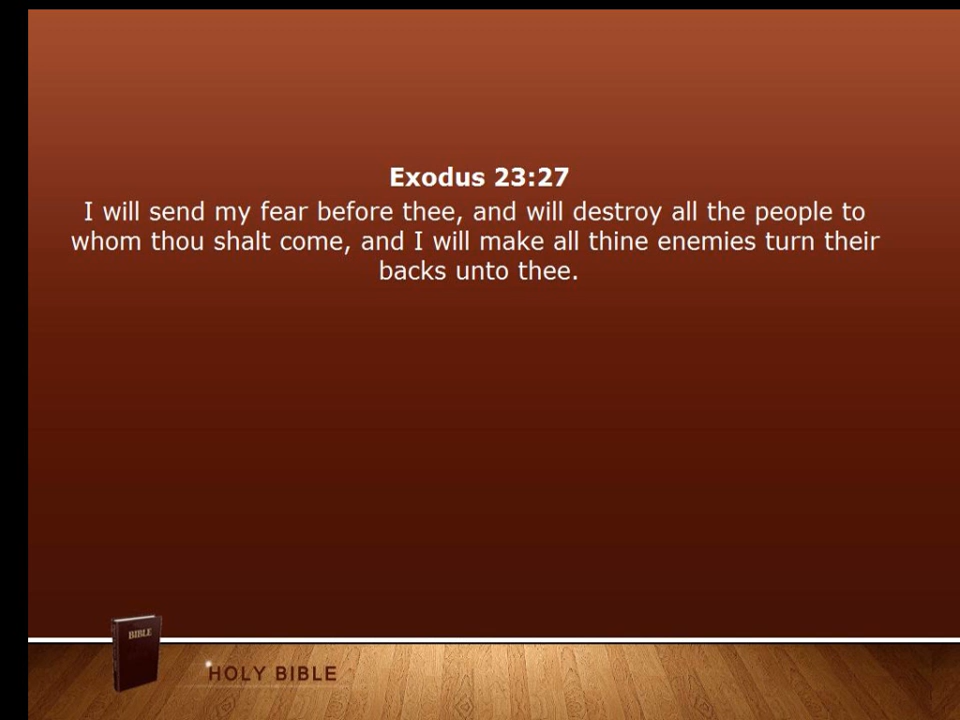 Exodus 23:27
I will send my fear before thee, and will destroy all the people to
whom thou shalt come, and I will make all thine enemies turn their
backs unto thee.
BIBLE
HOLY BIBLE